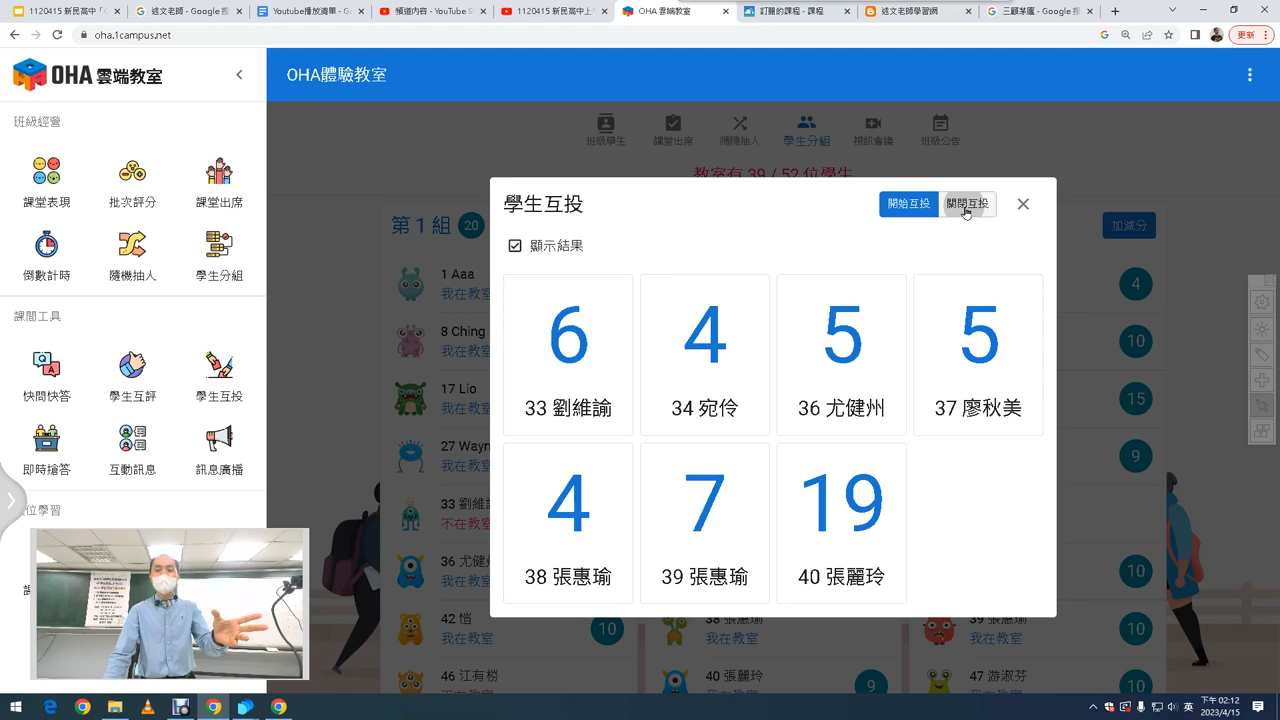 1120415 新民高中「C
這文老師 - Google 搜
Youtube播放清單 - G
頻道內容 - YouTube S
1120415 新民高中上
OHA 雲端教室
訂閱的課程 - 課程
這文老師學習網
三顧茅廬 - Google 搜
oha.1campus.net
更新
OHA 雲端教室
OHA體驗教室
班級經營
課堂表現
批次評分
課堂出席
倒數計時
隨機抽人
學生分組
課間工具
快問快答
學生互評
學生互投
即時搶答
互動訊息
訊息廣播
位學習
班級學生
課堂出席
隨機抽人
學生分組
視訊會議
班級公告
教室有 39 / 52 位學生
第 1 組
20
加減分
1 Aaa
我在教室
4
8 Ching
我在教室
10
17 Lio
我在教室
15
27 Wayn
我在教室
9
33 劉維
不在教室
36 尤健
我在教室
10
42 愷
我在教室
10
38 張惠瑜
我在教室
39 張惠瑜
我在教室
10
46 江有
40 張麗玲
9
47 游淑芬
10
學生互投
開始互投
關閉互投
顯示結果
6
33 劉維諭
4
34 宛伶
5
36 尤健州
5
37 廖秋美
4
38 張惠瑜
7
39 張惠瑜
19
40 張麗玲
英
下午 02:12
2023/4/15